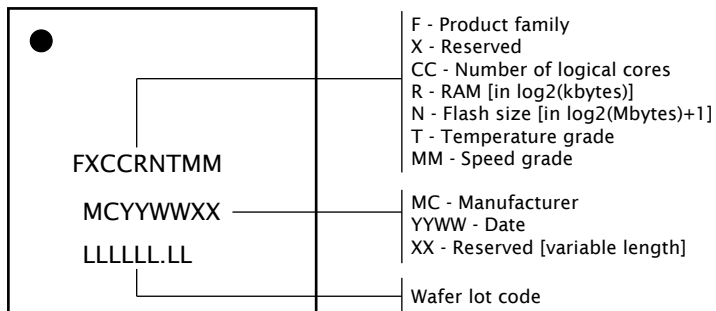 FXCCRNTMM
MCYYWWXX
LLLLLL.LL
F - Product family
X - Reserved
CC - Number of logical cores
R - RAM [in log2(kbytes)]
N - Flash size [in log2(Mbytes)+1]
T - Temperature grade
MM - Speed grade
MC - Manufacturer
YYWW - Date
XX - Reserved [variable length]
Wafer lot code